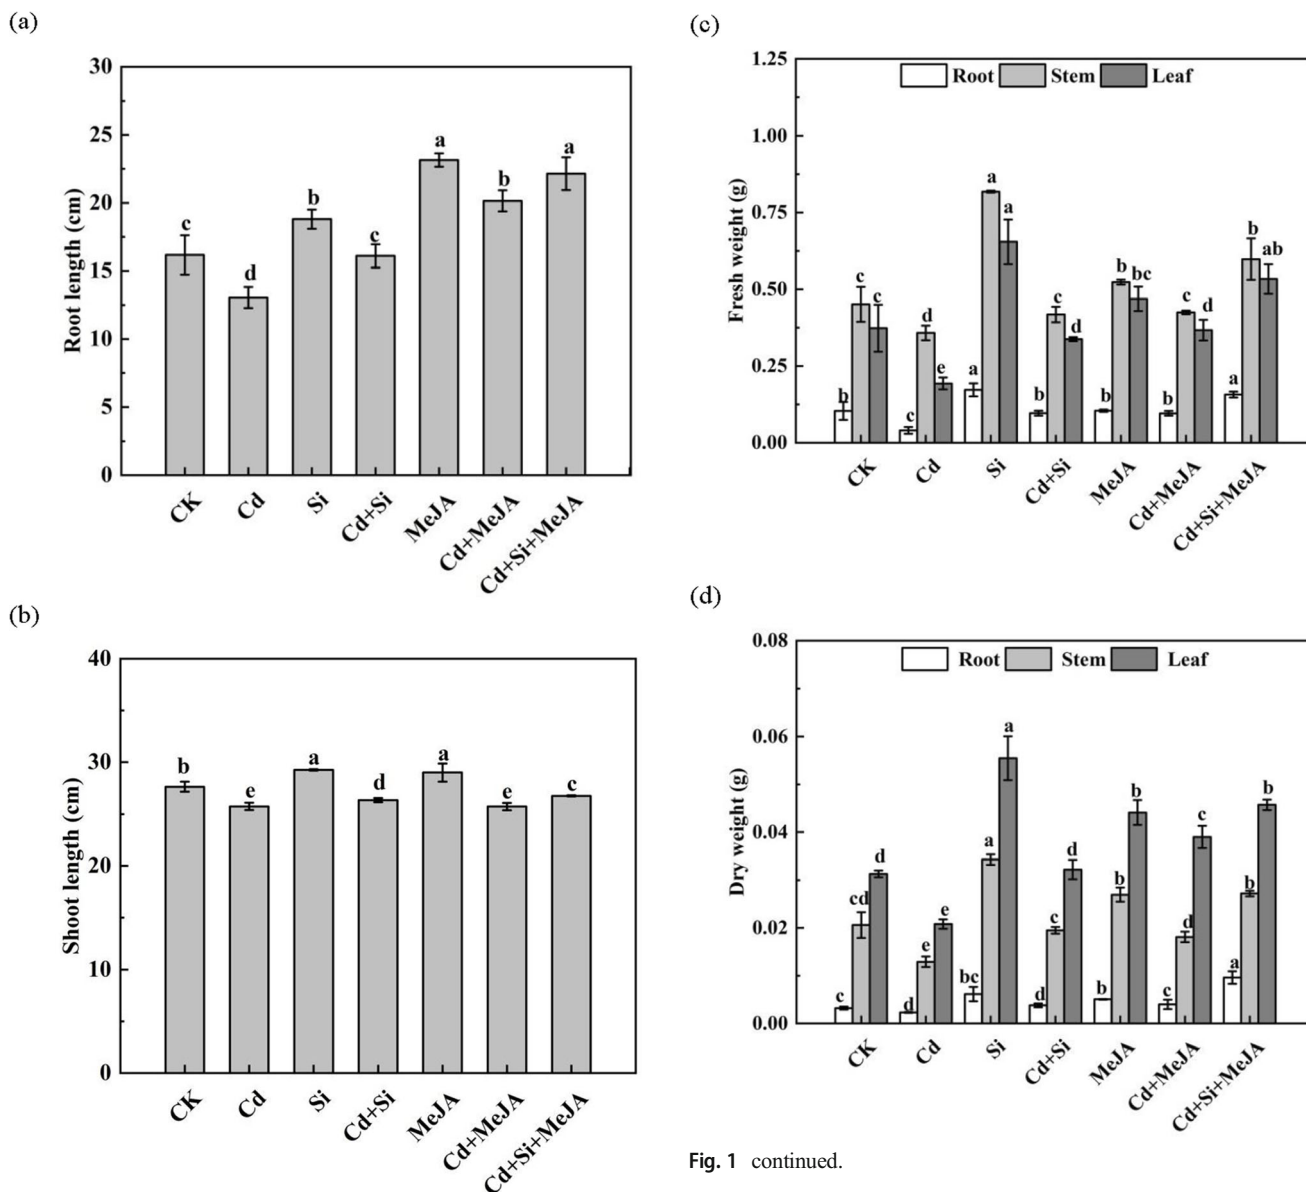 (a)
30
25
20
15
10
5
0
Root length (cm)
c
d
b
c
a
b
a
CK
Cd
Si
Cd+Si
MeJA
Cd+MeJA
Cd+Si+MeJA
(b)
40
30
20
10
0
Shoot length (cm)
b
e
a
d
a
e
c
CK
Cd
Si
Cd+Si
MeJA
Cd+MeJA
Cd+Si+MeJA
(c)
1.25
1.00
0.75
0.50
0.25
0.00
Fresh weight (g)
Root Stem Leaf
b c c
c d e
a a a
b c d
b b bc
b c d
a b ab
CK
Cd
Si
Cd+Si
MeJA
Cd+MeJA
Cd+Si+MeJA
(d)
0.08
0.06
0.04
0.02
0.00
Dry weight (g)
Root Stem Leaf
c cd d
d e e
bc a a
d c d
b b b
c d c
a b b
CK
Cd
Si
Cd+Si
MeJA
Cd+MeJA
Cd+Si+MeJA
Fig. 1 continued.